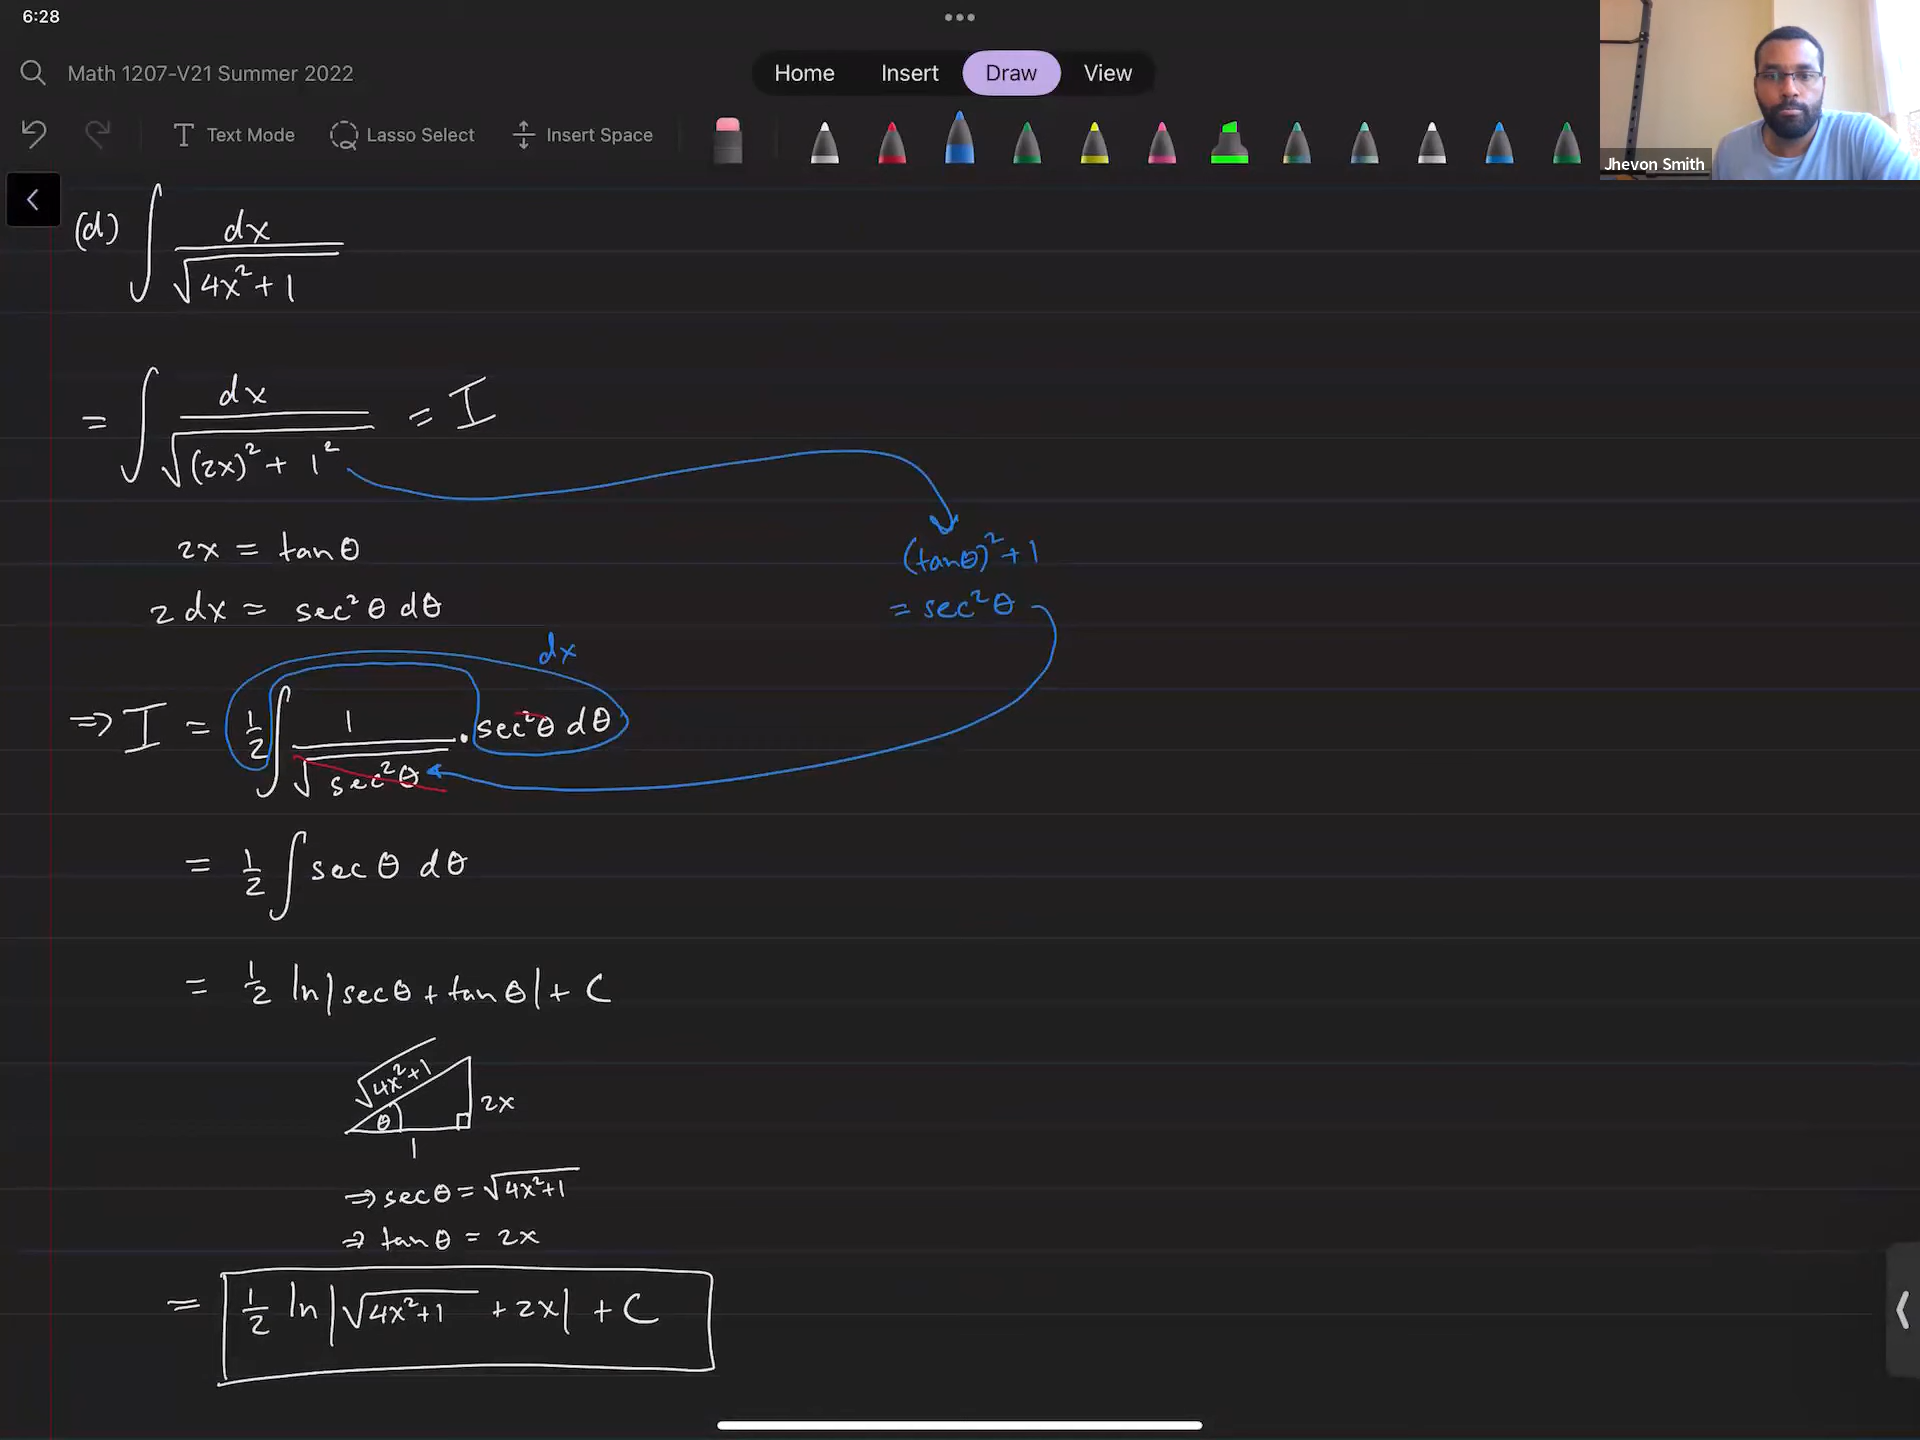 6:28
Math 1207-V21 Summer 2022
Home Insert Draw View
Text Mode Lasso Select Insert Space
Jhevon Smith
(d) ∫ dx / √(4x² + 1)
= ∫ dx / √((2x)² + 1²) = I
2x = tanθ
(tanθ)² + 1
2 dx = sec²θ dθ
= sec²θ
dx
⇒ I = 1/2 ∫ 1/√(sec²θ) · sec²θ dθ
= 1/2 ∫ sec θ dθ
= 1/2 ln|secθ + tanθ| + C
√(4x²+1)
θ
2x
1
⇒ secθ = √(4x²+1)
⇒ tanθ = 2x
= 1/2 ln|√(4x²+1) + 2x| + C